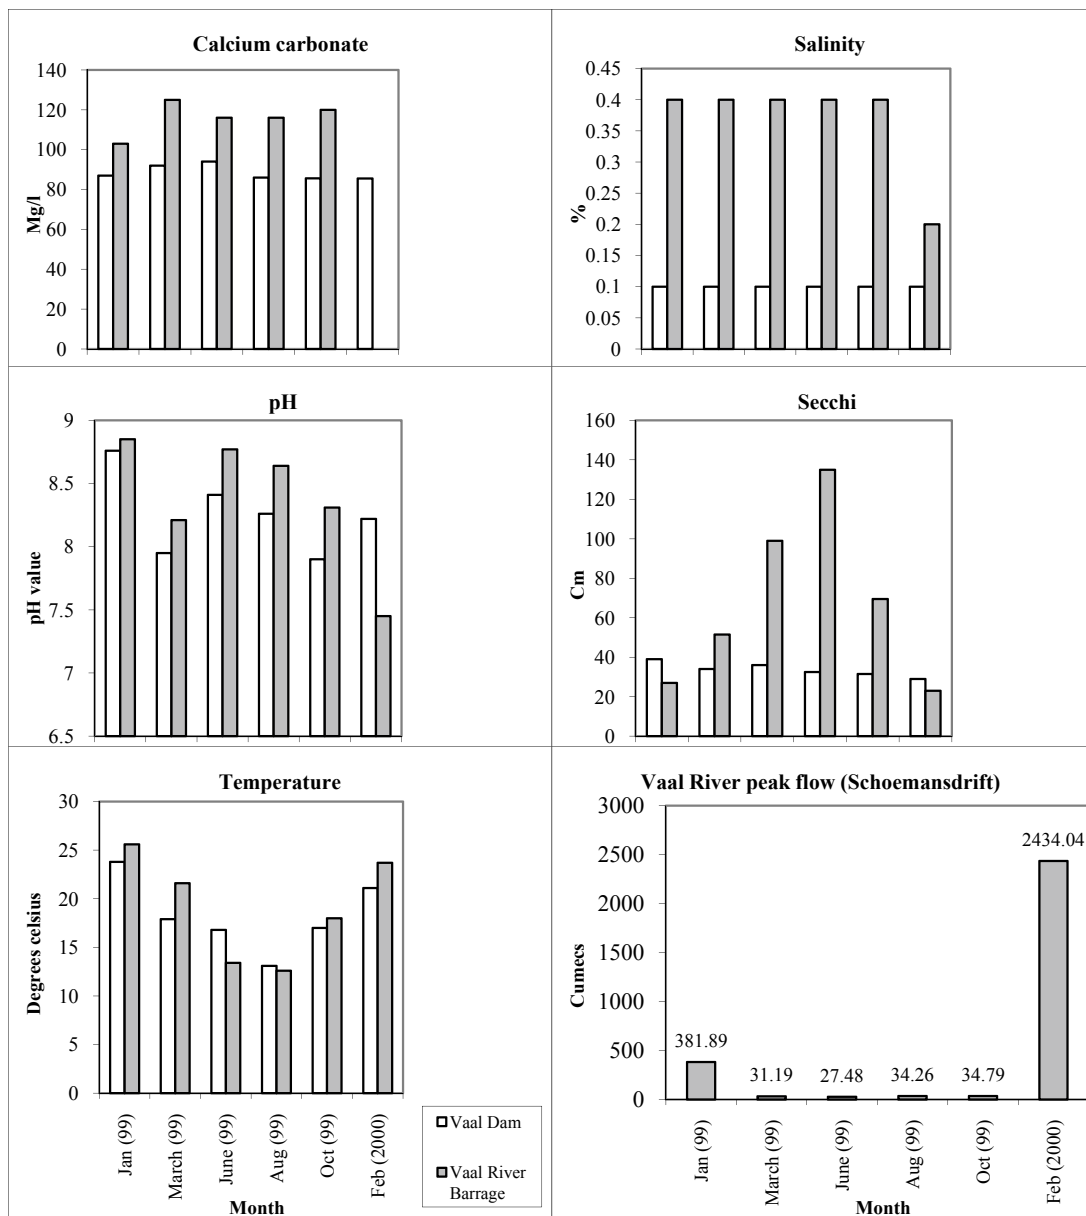 Calcium carbonate
140
120
100
80
60
40
20
0
Mg/l
Salinity
0.45
0.4
0.35
0.3
0.25
0.2
0.15
0.1
0.05
0
%
pH
9
8.5
8
7.5
7
6.5
pH value
Secchi
160
140
120
100
80
60
40
20
0
Cm
Temperature
30
25
20
15
10
5
0
Degrees celsius
Jan (99)
March (99)
June (99)
Aug (99)
Oct (99)
Feb (2000)
Month
Vaal Dam
Vaal River
Barrage
Vaal River peak flow (Schoemansdrift)
3000
2500
2000
1500
1000
500
0
Cumecs
381.89
31.19
27.48
34.26
34.79
2434.04
Jan (99)
March (99)
June (99)
Aug (99)
Oct (99)
Feb (2000)
Month